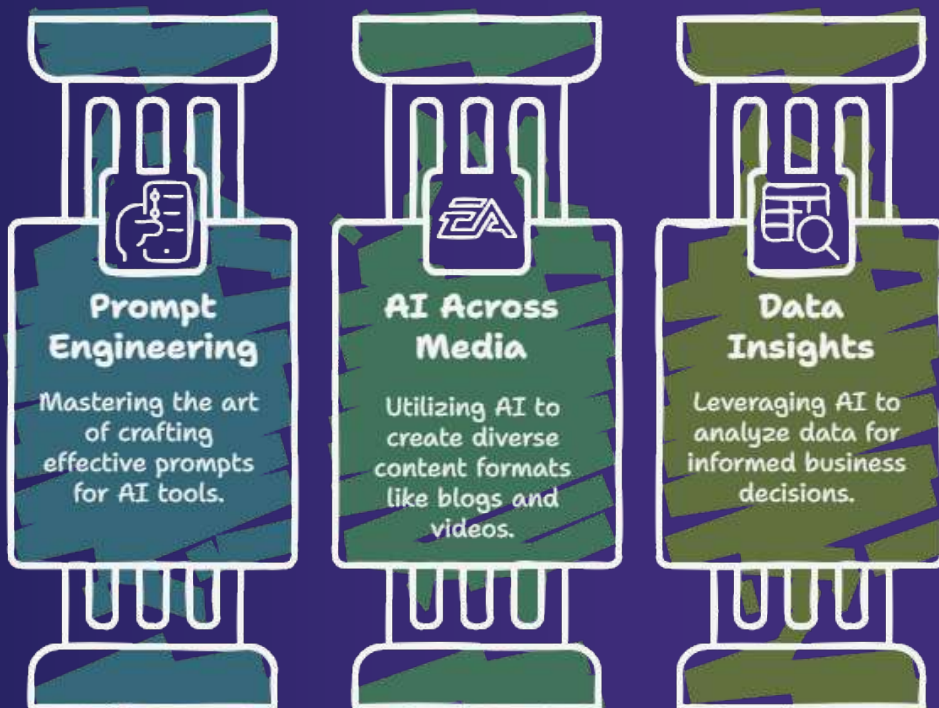 Prompt
Engineering
Mastering the art
of crafting
effective prompts
for AI tools.
EA
AI Across
Media
Utilizing AI to
create diverse
content formats
like blogs and
videos.
Data
Insights
Leveraging AI to
analyze data for
informed business
decisions.